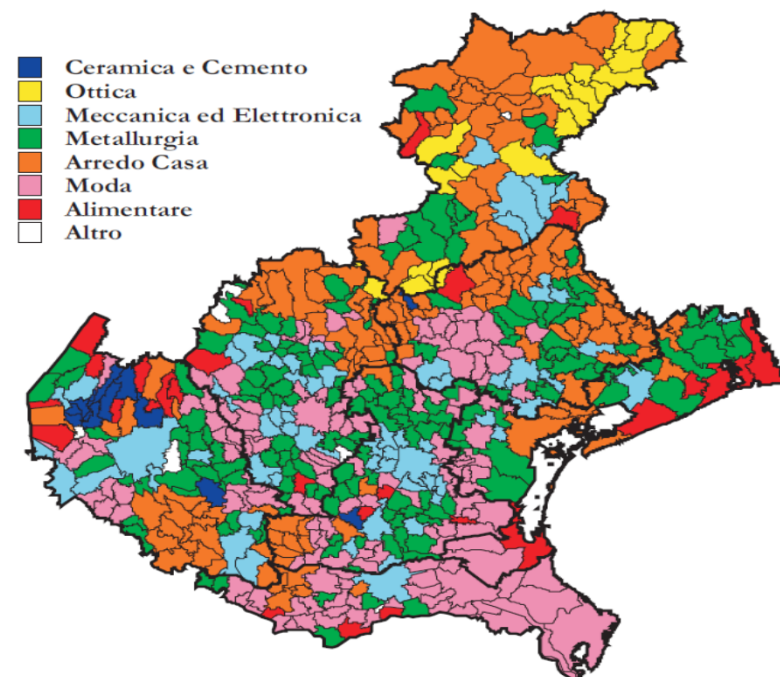 Ceramica e Cemento
Ottica
Meccanica ed Elettronica
Metallurgia
Arredo Casa
Moda
Alimentare
Altro